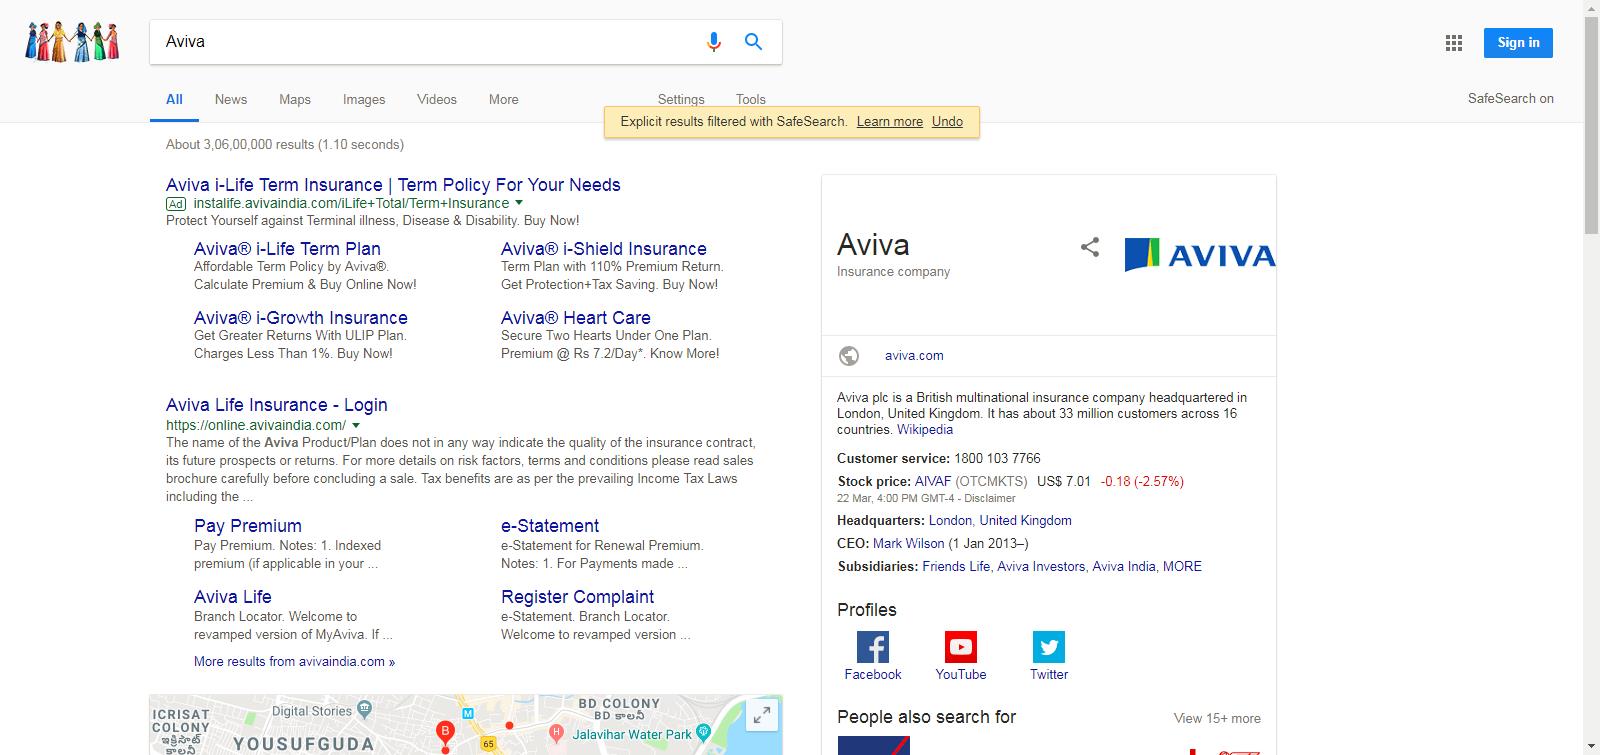 Aviva
Sign in
All News Maps Images Videos More Settings Tools
SafeSearch on
Explicit results filtered with SafeSearch. Learn more Undo
About 3,06,00,000 results (1.10 seconds)
Aviva i-Life Term Insurance | Term Policy For Your Needs
Ad instalife.avivaindia.com/iLife+Total/Term+Insurance
Protect Yourself against Terminal illness, Disease & Disability. Buy Now!
Aviva® i-Life Term Plan
Affordable Term Policy by Aviva®.
Calculate Premium & Buy Online Now!
Aviva® i-Shield Insurance
Term Plan with 110% Premium Return.
Get Protection+Tax Saving. Buy Now!
Aviva® i-Growth Insurance
Get Greater Returns With ULIP Plan.
Charges Less Than 1%. Buy Now!
Aviva® Heart Care
Secure Two Hearts Under One Plan.
Premium @ Rs 7.2/Day*. Know More!
Aviva Life Insurance - Login
https://online.avivaindia.com/
The name of the Aviva Product/Plan does not in any way indicate the quality of the insurance contract,
its future prospects or returns. For more details on risk factors, terms and conditions please read sales
brochure carefully before concluding a sale. Tax benefits are as per the prevailing Income Tax Laws
including the ...
Pay Premium
Pay Premium. Notes: 1. Indexed
premium (if applicable in your ...
e-Statement
e-Statement for Renewal Premium.
Notes: 1. For Payments made ...
Aviva Life
Branch Locator. Welcome to
revamped version of MyAviva. If ...
Register Complaint
e-Statement. Branch Locator.
Welcome to revamped version ...
More results from avivaindia.com »
ICRISAT
COLONY
ఇక్రిసాట్
కాలనీ
Digital Stories
YOUSUFGUDA
B
M
65
H
BD COLONY
BD కాలనీ
Jalavihar Water Park
Aviva
Insurance company
AVIVA
aviva.com
Aviva plc is a British multinational insurance company headquartered in
London, United Kingdom. It has about 33 million customers across 16
countries. Wikipedia
Customer service: 1800 103 7766
Stock price: AIVAF (OTCMKTS) US$ 7.01 -0.18 (-2.57%)
22 Mar, 4:00 PM GMT-4 - Disclaimer
Headquarters: London, United Kingdom
CEO: Mark Wilson (1 Jan 2013–)
Subsidiaries: Friends Life, Aviva Investors, Aviva India, MORE
Profiles
Facebook YouTube Twitter
People also search for View 15+ more